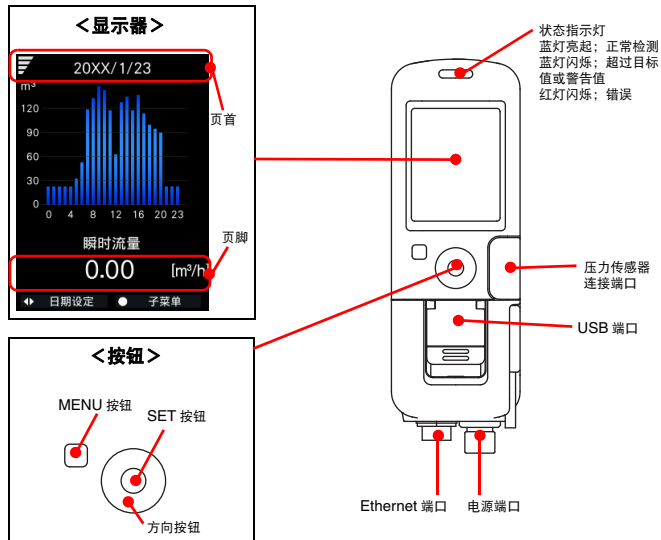 ＜显示器＞
20XX/1/23
m³
120
90
60
30
0
0 4 8 12 16 20 23
瞬时流量
0.00 [m³/h]
日期设定 子菜单
页首
页脚
＜按钮＞
MENU 按钮
SET 按钮
方向按钮
状态指示灯
蓝灯亮起；正常检测
蓝灯闪烁；超过目标
值或警告值
红灯闪烁；错误
压力传感器
连接端口
USB 端口
Ethernet 端口
电源端口